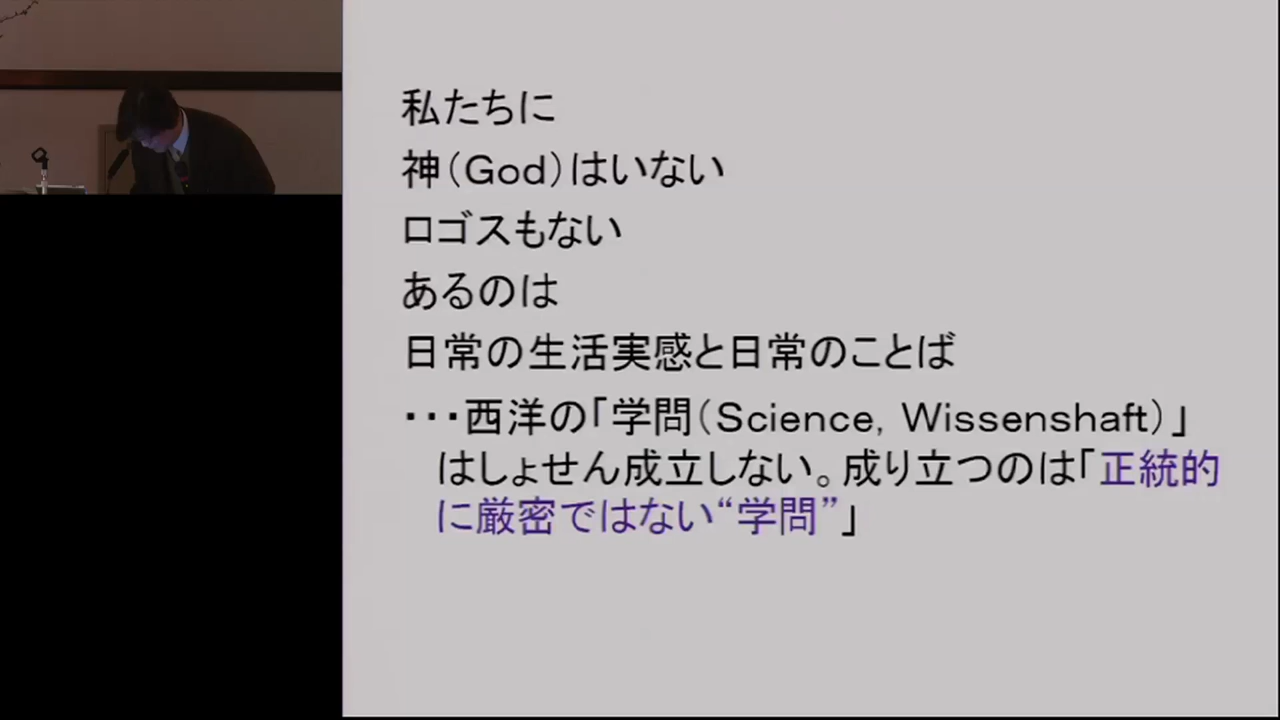 私たちに
神(God)はいない
ロゴスもない
あるのは
日常の生活実感と日常のことば
・・・西洋の「学問(Science, Wissenshaft)」
はしょせん成立しない。成り立つのは「正統的
に厳密ではない“学問”」